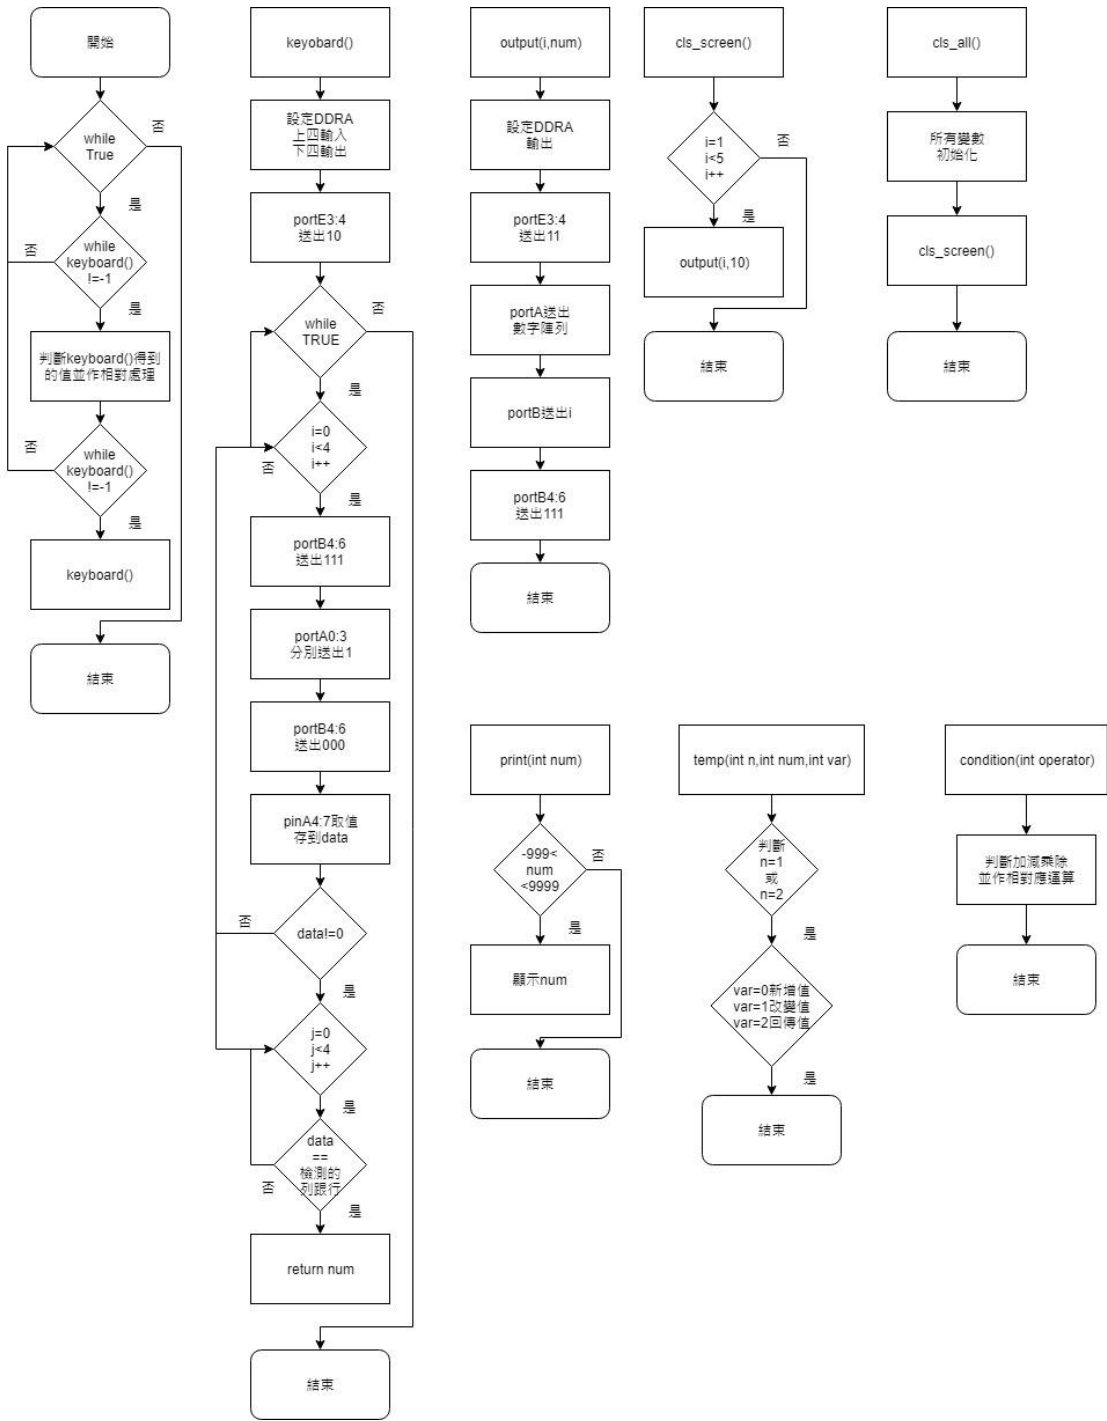 開始
while
True
否
是
while
keyboard()
!=-1
否
是
判斷keyboard()得到
的值並作相對處理
while
keyboard()
!=-1
否
是
keyboard()
結束
keyobard()
設定DDRA
上四輸入
下四輸出
portE3:4
送出10
while
TRUE
否
是
i=0
i<4
i++
否
是
portB4:6
送出111
portA0:3
分別送出1
portB4:6
送出000
pinA4:7取值
存到data
data!=0
否
是
j=0
j<4
j++
是
data
==
檢測的
列跟行
否
是
return num
結束
output(i,num)
設定DDRA
輸出
portE3:4
送出11
portA送出
數字陣列
portB送出i
portB4:6
送出111
結束
cls_screen()
i=1
i<5
i++
否
是
output(i,10)
結束
cls_all()
所有變數
初始化
cls_screen()
結束
print(int num)
-999<
num
<9999
否
是
顯示num
結束
temp(int n,int num,int var)
判斷
n=1
或
n=2
是
var=0新增值
var=1改變值
var=2回傳值
是
結束
condition(int operator)
判斷加減乘除
並作相對應運算
結束